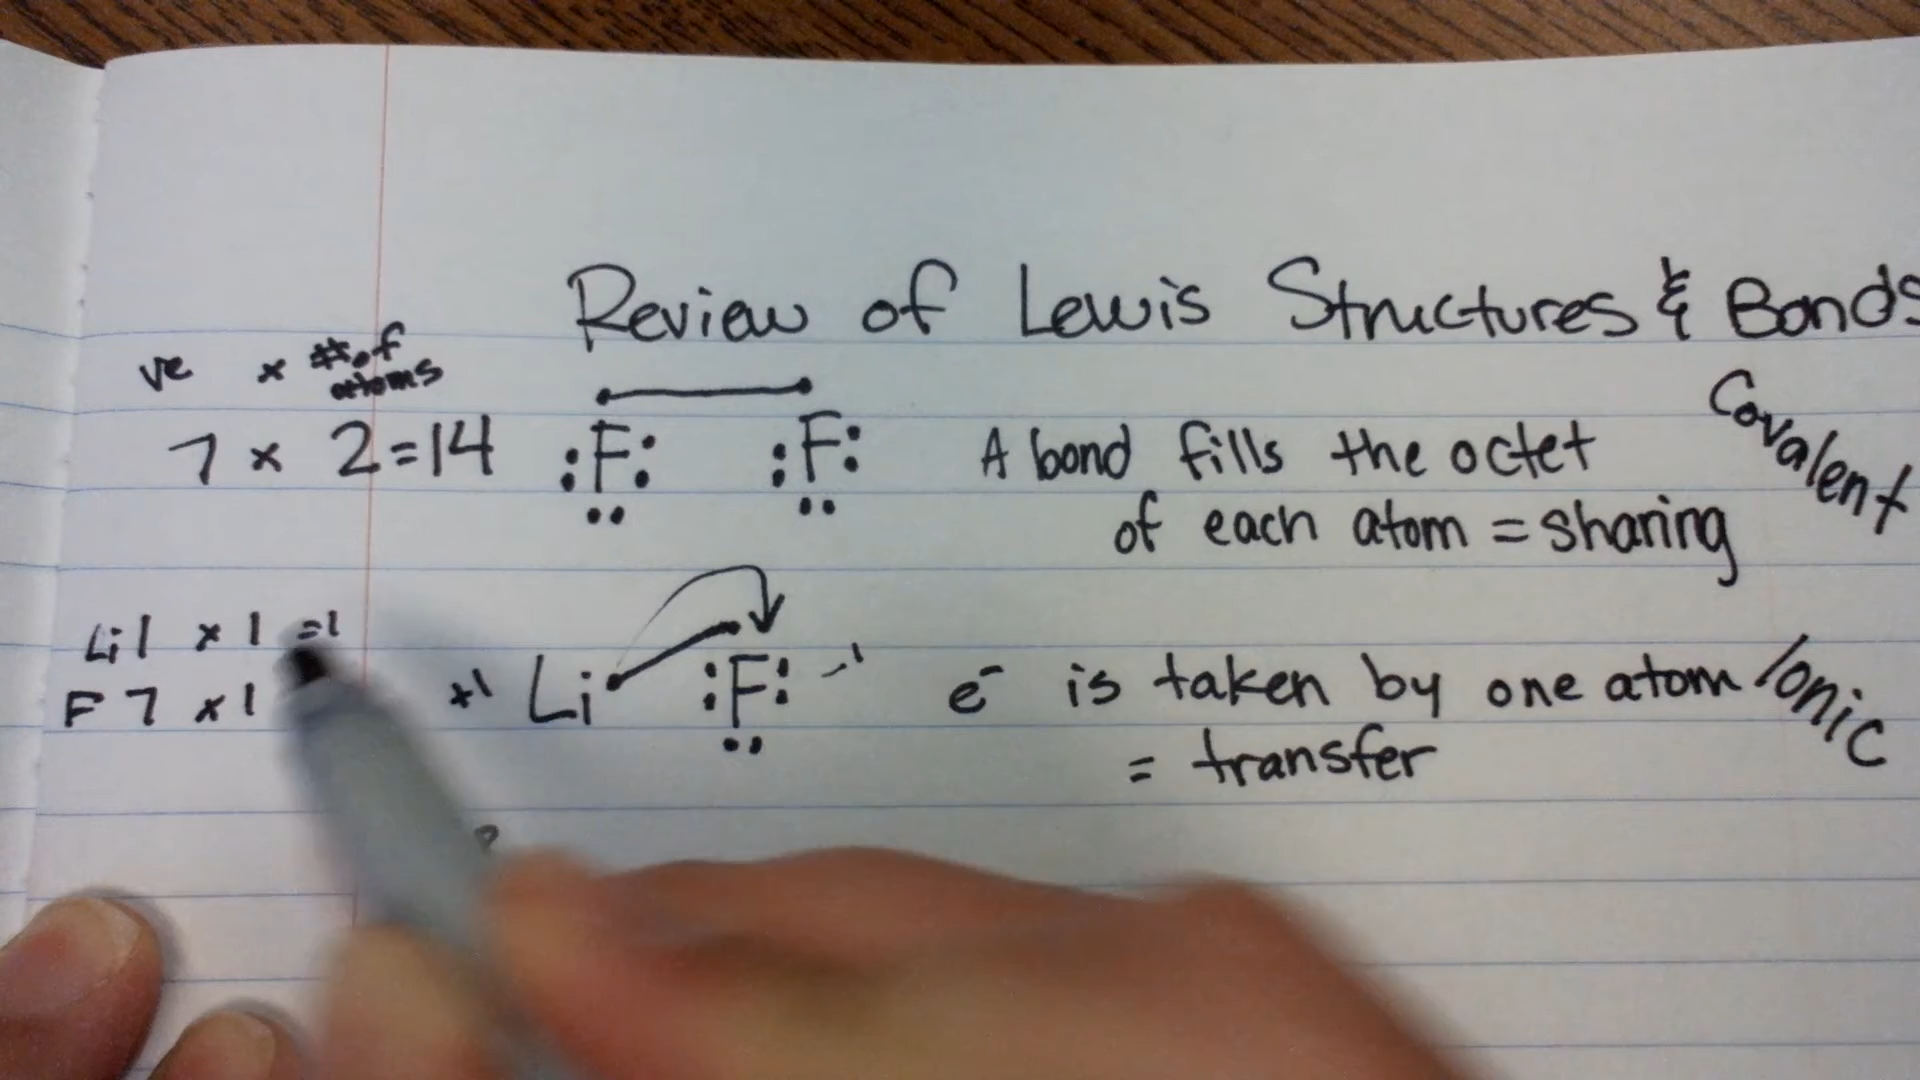 Review of Lewis Structures & Bonds
ve x # of
atoms
7 x 2 = 14 :F: :F: A bond fills the octet
of each atom = sharing
Covalent
Li 1 x 1 = 1
F 7 x 1 +1 Li :F: -1 e⁻ is taken by one atom
= transfer
Ionic